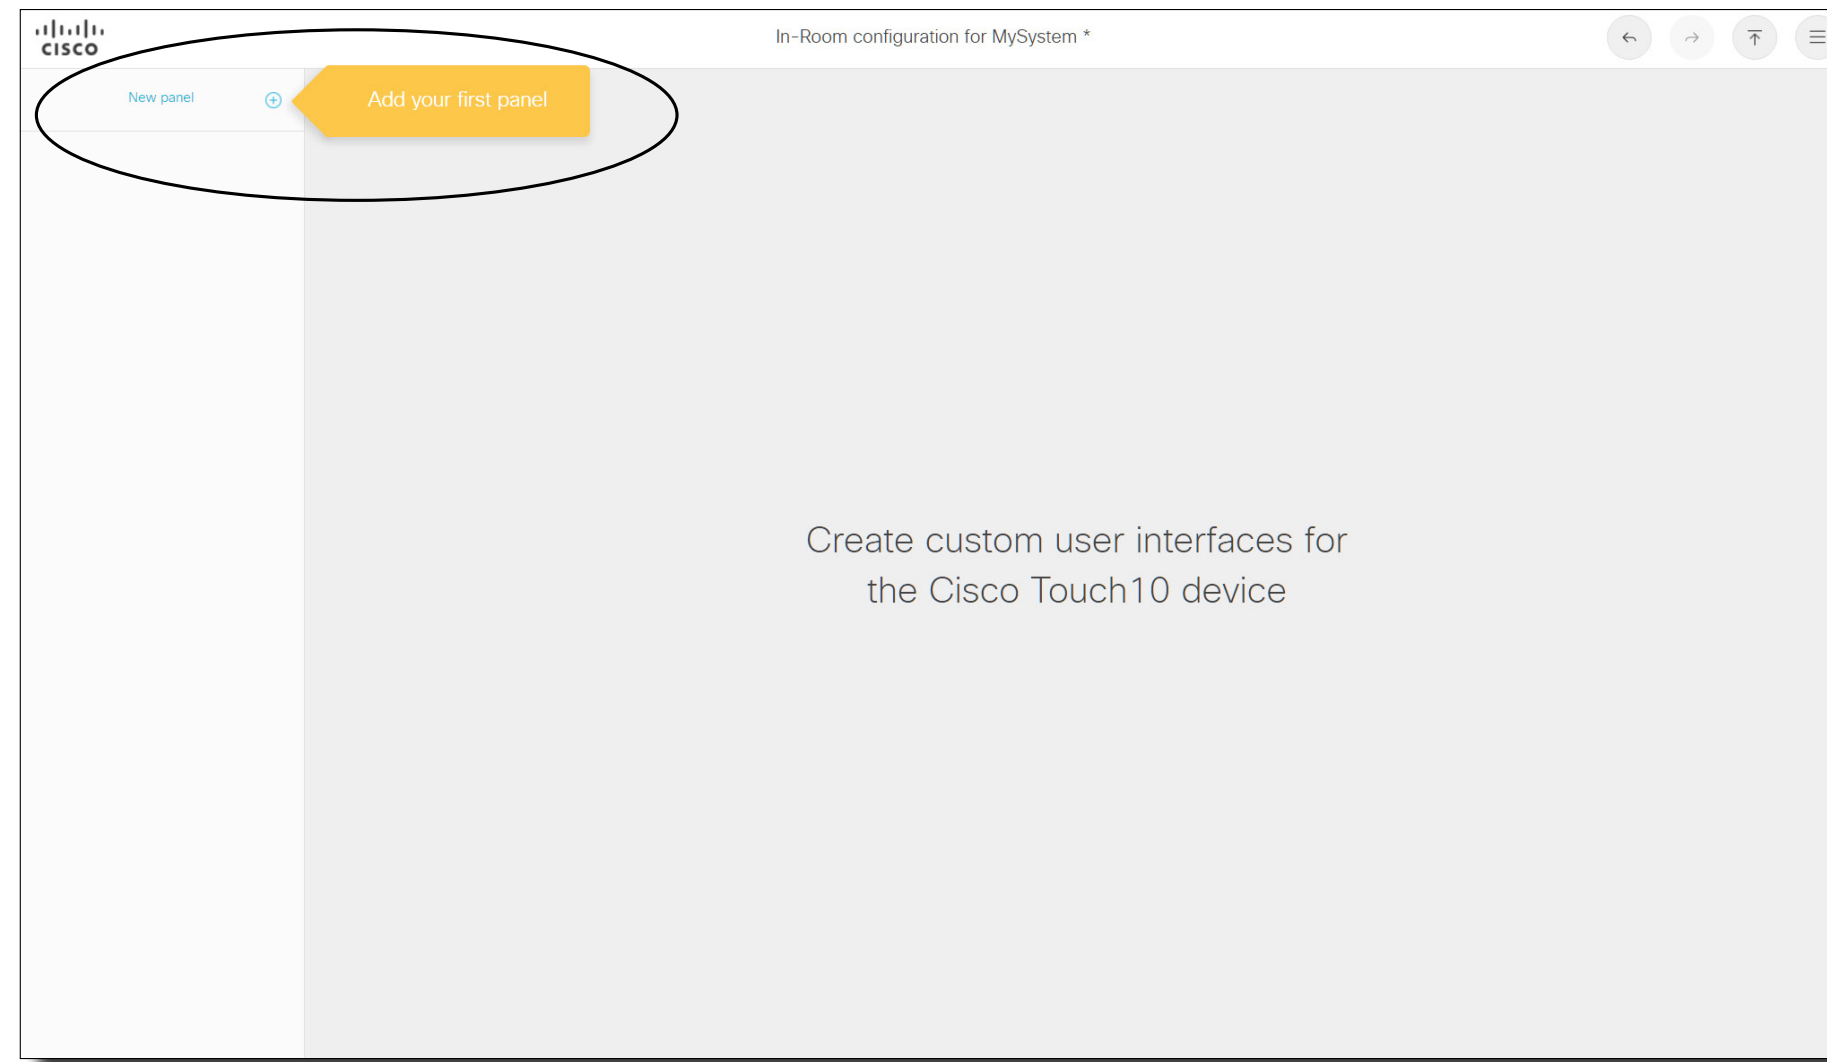 CISCO
In-Room configuration for MySystem *
New panel
Add your first panel
Create custom user interfaces for
the Cisco Touch10 device